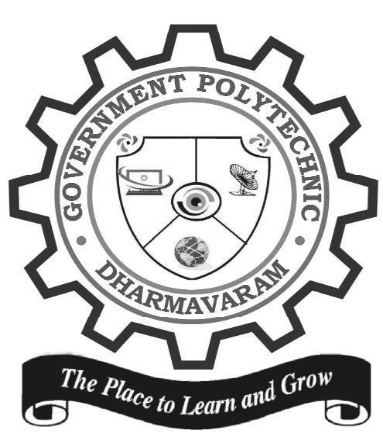 GOVERNMENT POLYTECHNIC
DHARMAVARAM
The Place to Learn and Grow